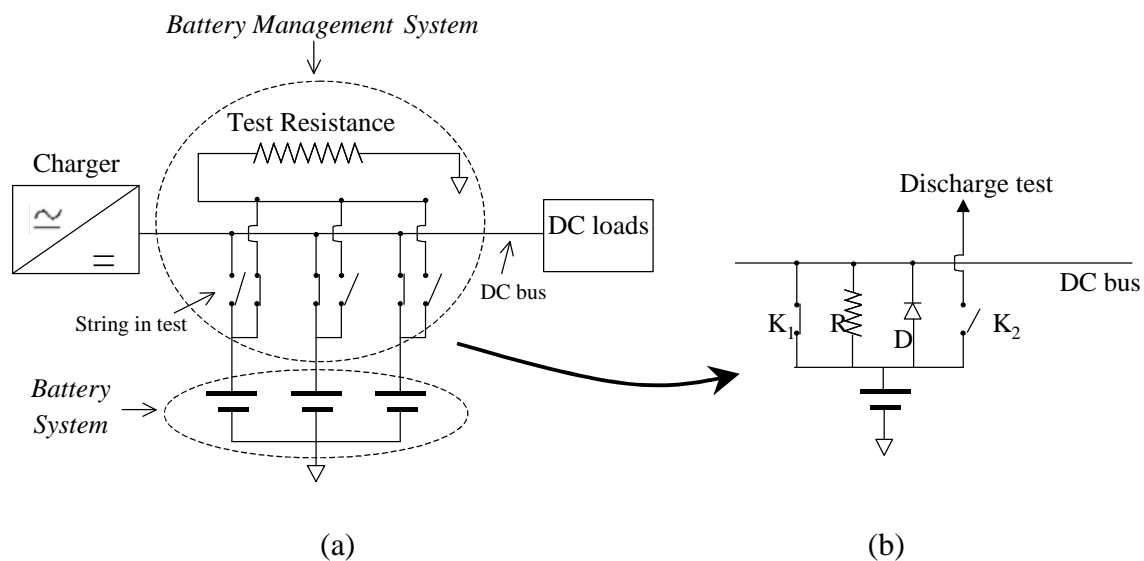 Battery Management System
Test Resistance
Charger
DC loads
DC bus
String in test
Battery
System
(a)
Discharge test
DC bus
K1
R
D
K2
(b)